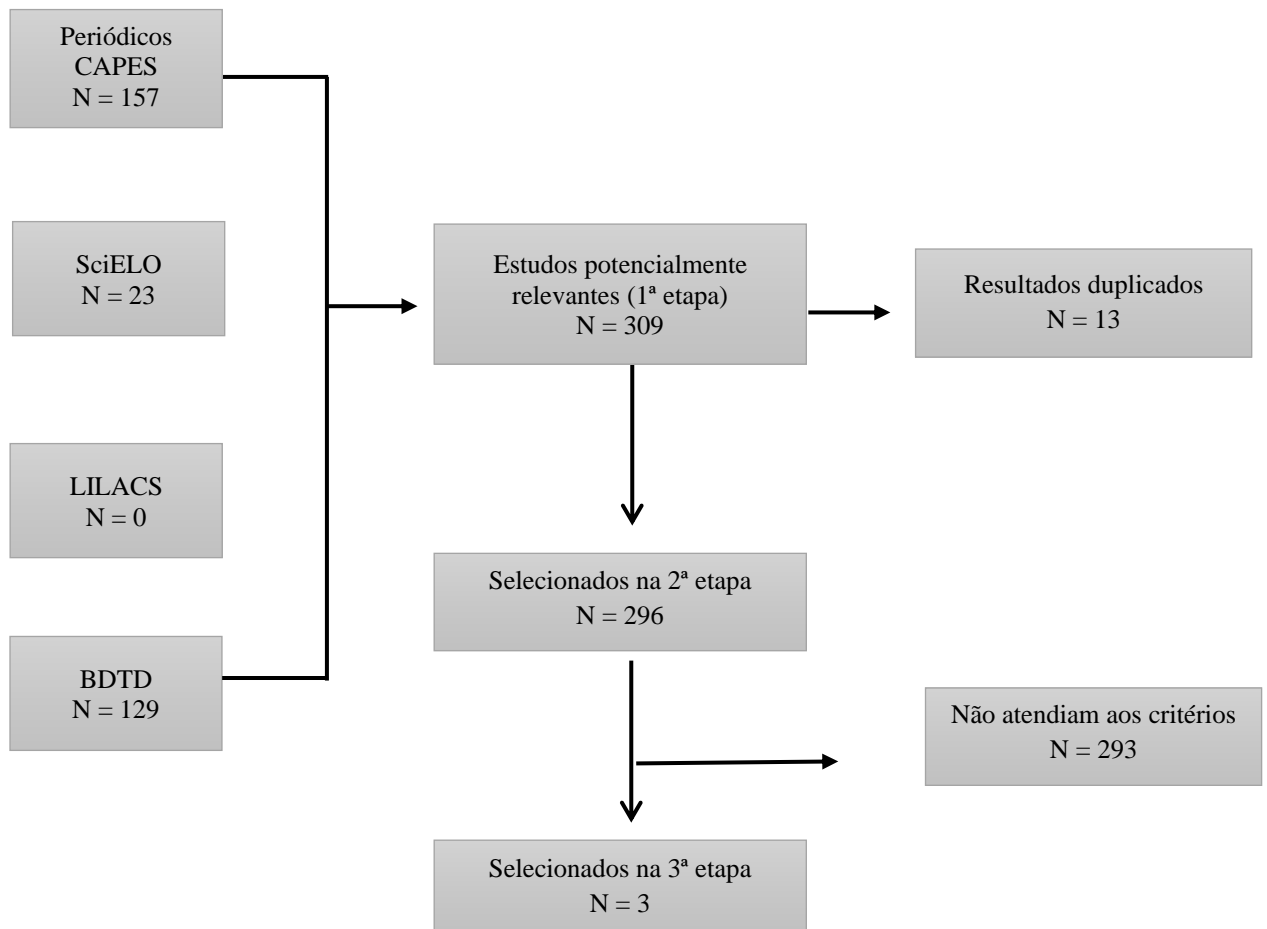 Periódicos
CAPES
N = 157
SciELO
N = 23
LILACS
N = 0
BDTD
N = 129
Estudos potencialmente
relevantes (1ª etapa)
N = 309
Resultados duplicados
N = 13
Selecionados na 2ª etapa
N = 296
Não atendiam aos critérios
N = 293
Selecionados na 3ª etapa
N = 3